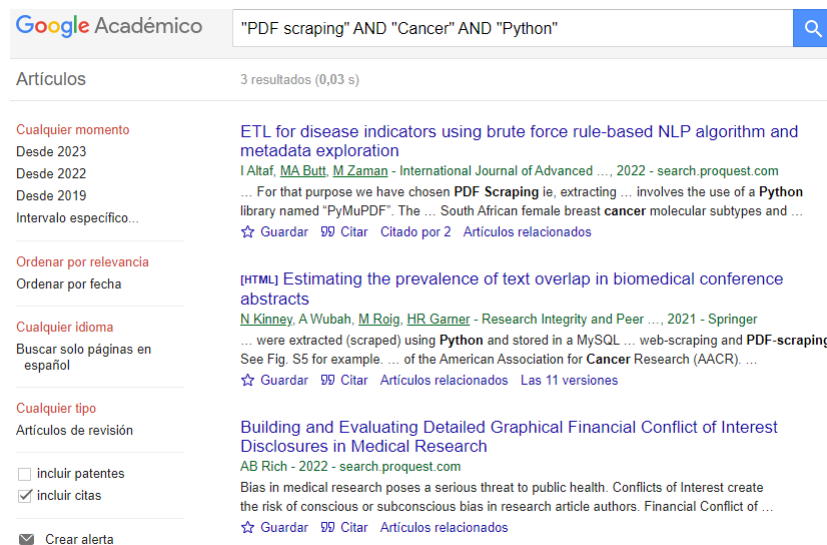 Google Académico
"PDF scraping" AND "Cancer" AND "Python"
Artículos
3 resultados (0,03 s)
Cualquier momento
Desde 2023
Desde 2022
Desde 2019
Intervalo específico...
Ordenar por relevancia
Ordenar por fecha
Cualquier idioma
Buscar solo páginas en
español
Cualquier tipo
Artículos de revisión
incluir patentes
incluir citas
Crear alerta
ETL for disease indicators using brute force rule-based NLP algorithm and
metadata exploration
I Altaf, MA Butt, M Zaman - International Journal of Advanced …, 2022 - search.proquest.com
… For that purpose we have chosen PDF Scraping ie, extracting … involves the use of a Python
library named “PyMuPDF”. The … South African female breast cancer molecular subtypes and …
Guardar Citar Citado por 2 Artículos relacionados
[HTML] Estimating the prevalence of text overlap in biomedical conference
abstracts
N Kinney, A Wubah, M Roig, HR Garner - Research Integrity and Peer …, 2021 - Springer
… were extracted (scraped) using Python and stored in a MySQL … web-scraping and PDF-scraping
See Fig. S5 for example. … of the American Association for Cancer Research (AACR). …
Guardar Citar Artículos relacionados Las 11 versiones
Building and Evaluating Detailed Graphical Financial Conflict of Interest
Disclosures in Medical Research
AB Rich - 2022 - search.proquest.com
Bias in medical research poses a serious threat to public health. Conflicts of Interest create
the risk of conscious or subconscious bias in research article authors. Financial Conflict of …
Guardar Citar Artículos relacionados